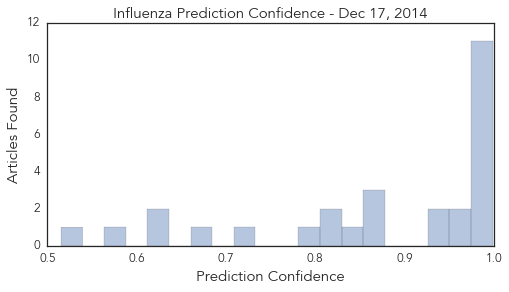 Influenza Prediction Confidence - Dec 17, 2014
12
10
8
6
4
2
0
Articles Found
0.5 0.6 0.7 0.8 0.9 1.0
Prediction Confidence